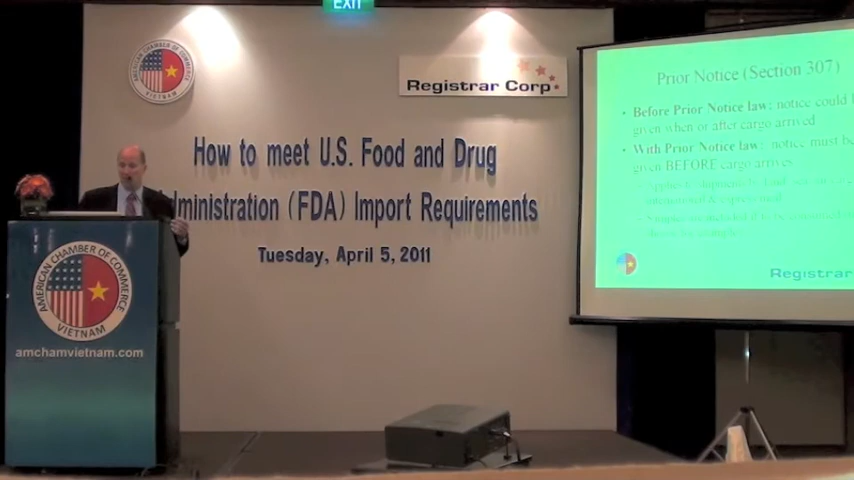 EXIT
AMERICAN CHAMBER OF COMMERCE
VIETNAM
Registrar Corp
How to meet U.S. Food and Drug
dministration (FDA) Import Requirements
Tuesday, April 5, 2011
AMERICAN CHAMBER OF COMMERCE
VIETNAM
amchamvietnam.com
Prior Notice (Section 307)
• Before Prior Notice law: notice could
given when or after cargo arrived
• With Prior Notice law: notice must be
given BEFORE cargo arrives
Registrar